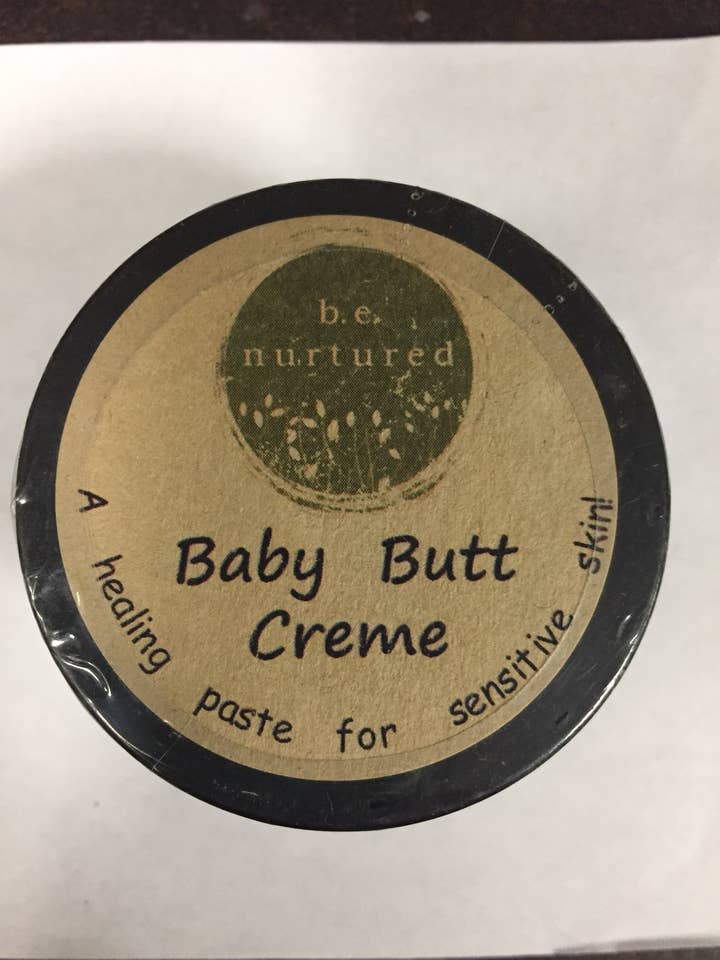 b.e.
nurtured
Baby Butt
Creme
A healing paste for sensitive skin!